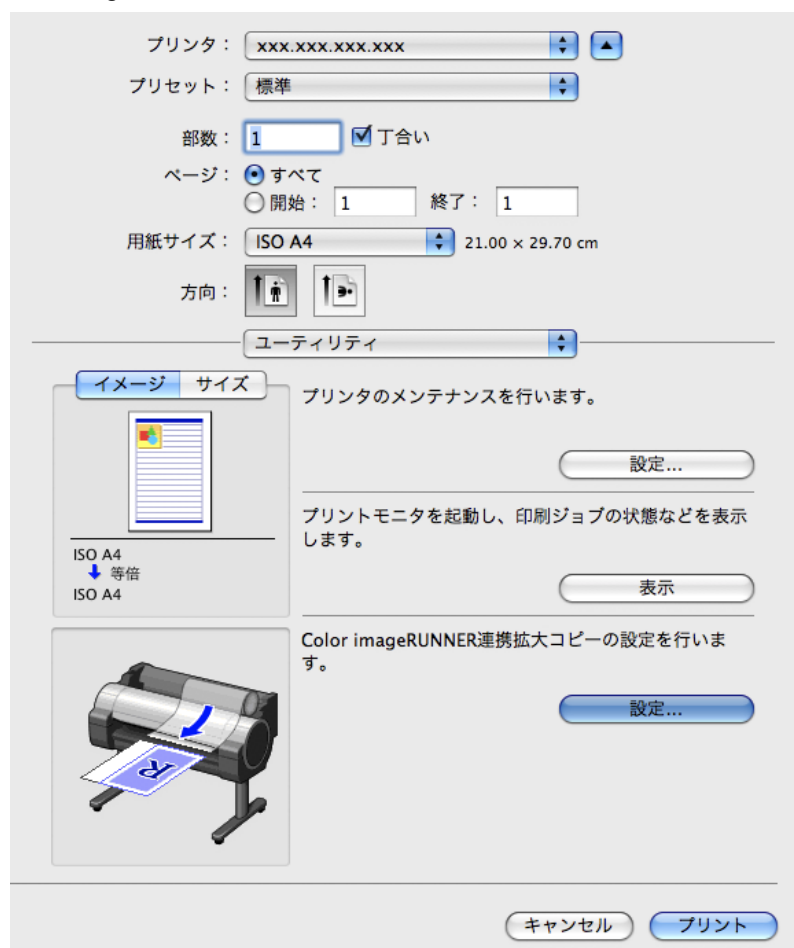 プリンタ： xxx.xxx.xxx.xxx
プリセット： 標準
部数： 1 丁合い
ページ： すべて
開始： 1 終了： 1
用紙サイズ： ISO A4 21.00 × 29.70 cm
方向：
ユーティリティ
イメージ サイズ
ISO A4
等倍
ISO A4
プリンタのメンテナンスを行います。
設定...
プリントモニタを起動し、印刷ジョブの状態などを表示
します。
表示
Color imageRUNNER連携拡大コピーの設定を行いま
す。
設定...
R
キャンセル プリント